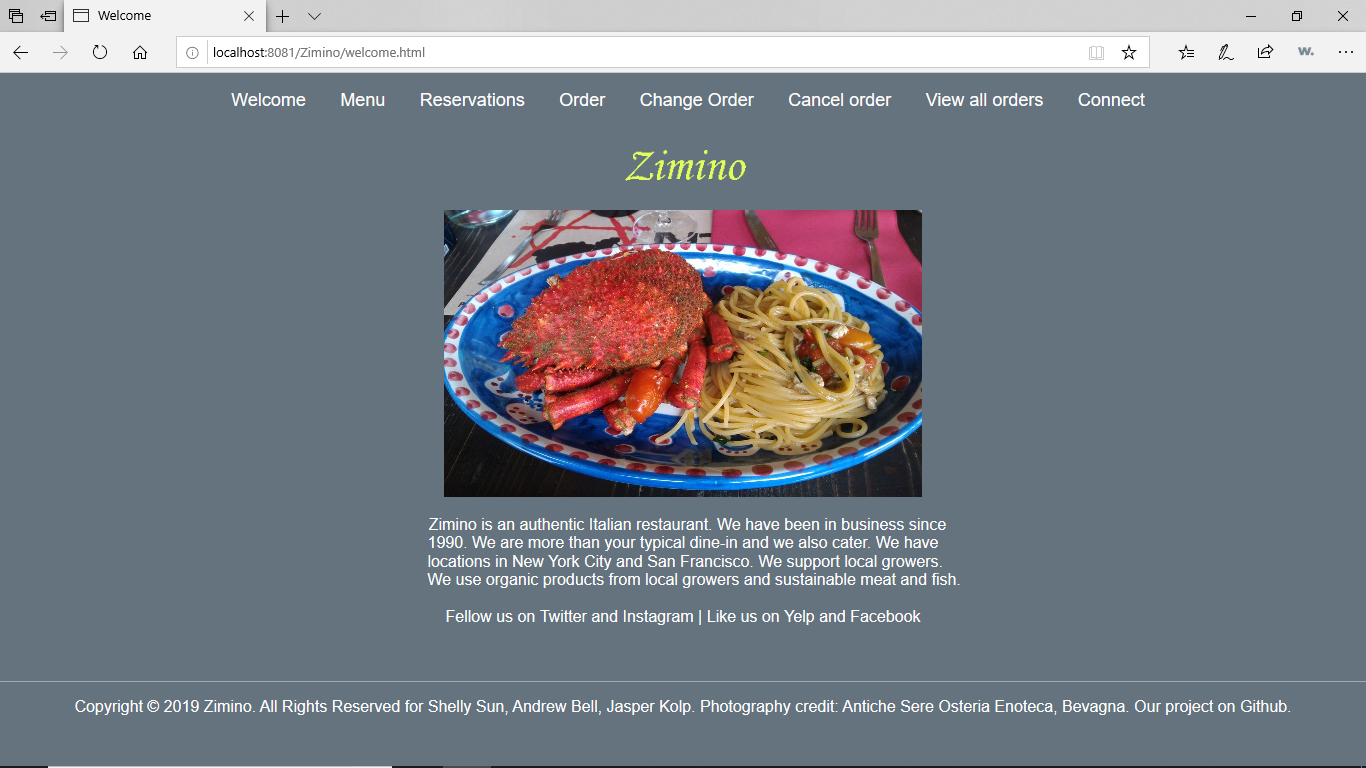 Welcome
localhost:8081/Zimino/welcome.html
w.
Welcome Menu Reservations Order Change Order Cancel order View all orders Connect
Zimino
Zimino is an authentic Italian restaurant. We have been in business since
1990. We are more than your typical dine-in and we also cater. We have
locations in New York City and San Francisco. We support local growers.
We use organic products from local growers and sustainable meat and fish.
Fellow us on Twitter and Instagram | Like us on Yelp and Facebook
Copyright © 2019 Zimino. All Rights Reserved for Shelly Sun, Andrew Bell, Jasper Kolp. Photography credit: Antiche Sere Osteria Enoteca, Bevagna. Our project on Github.